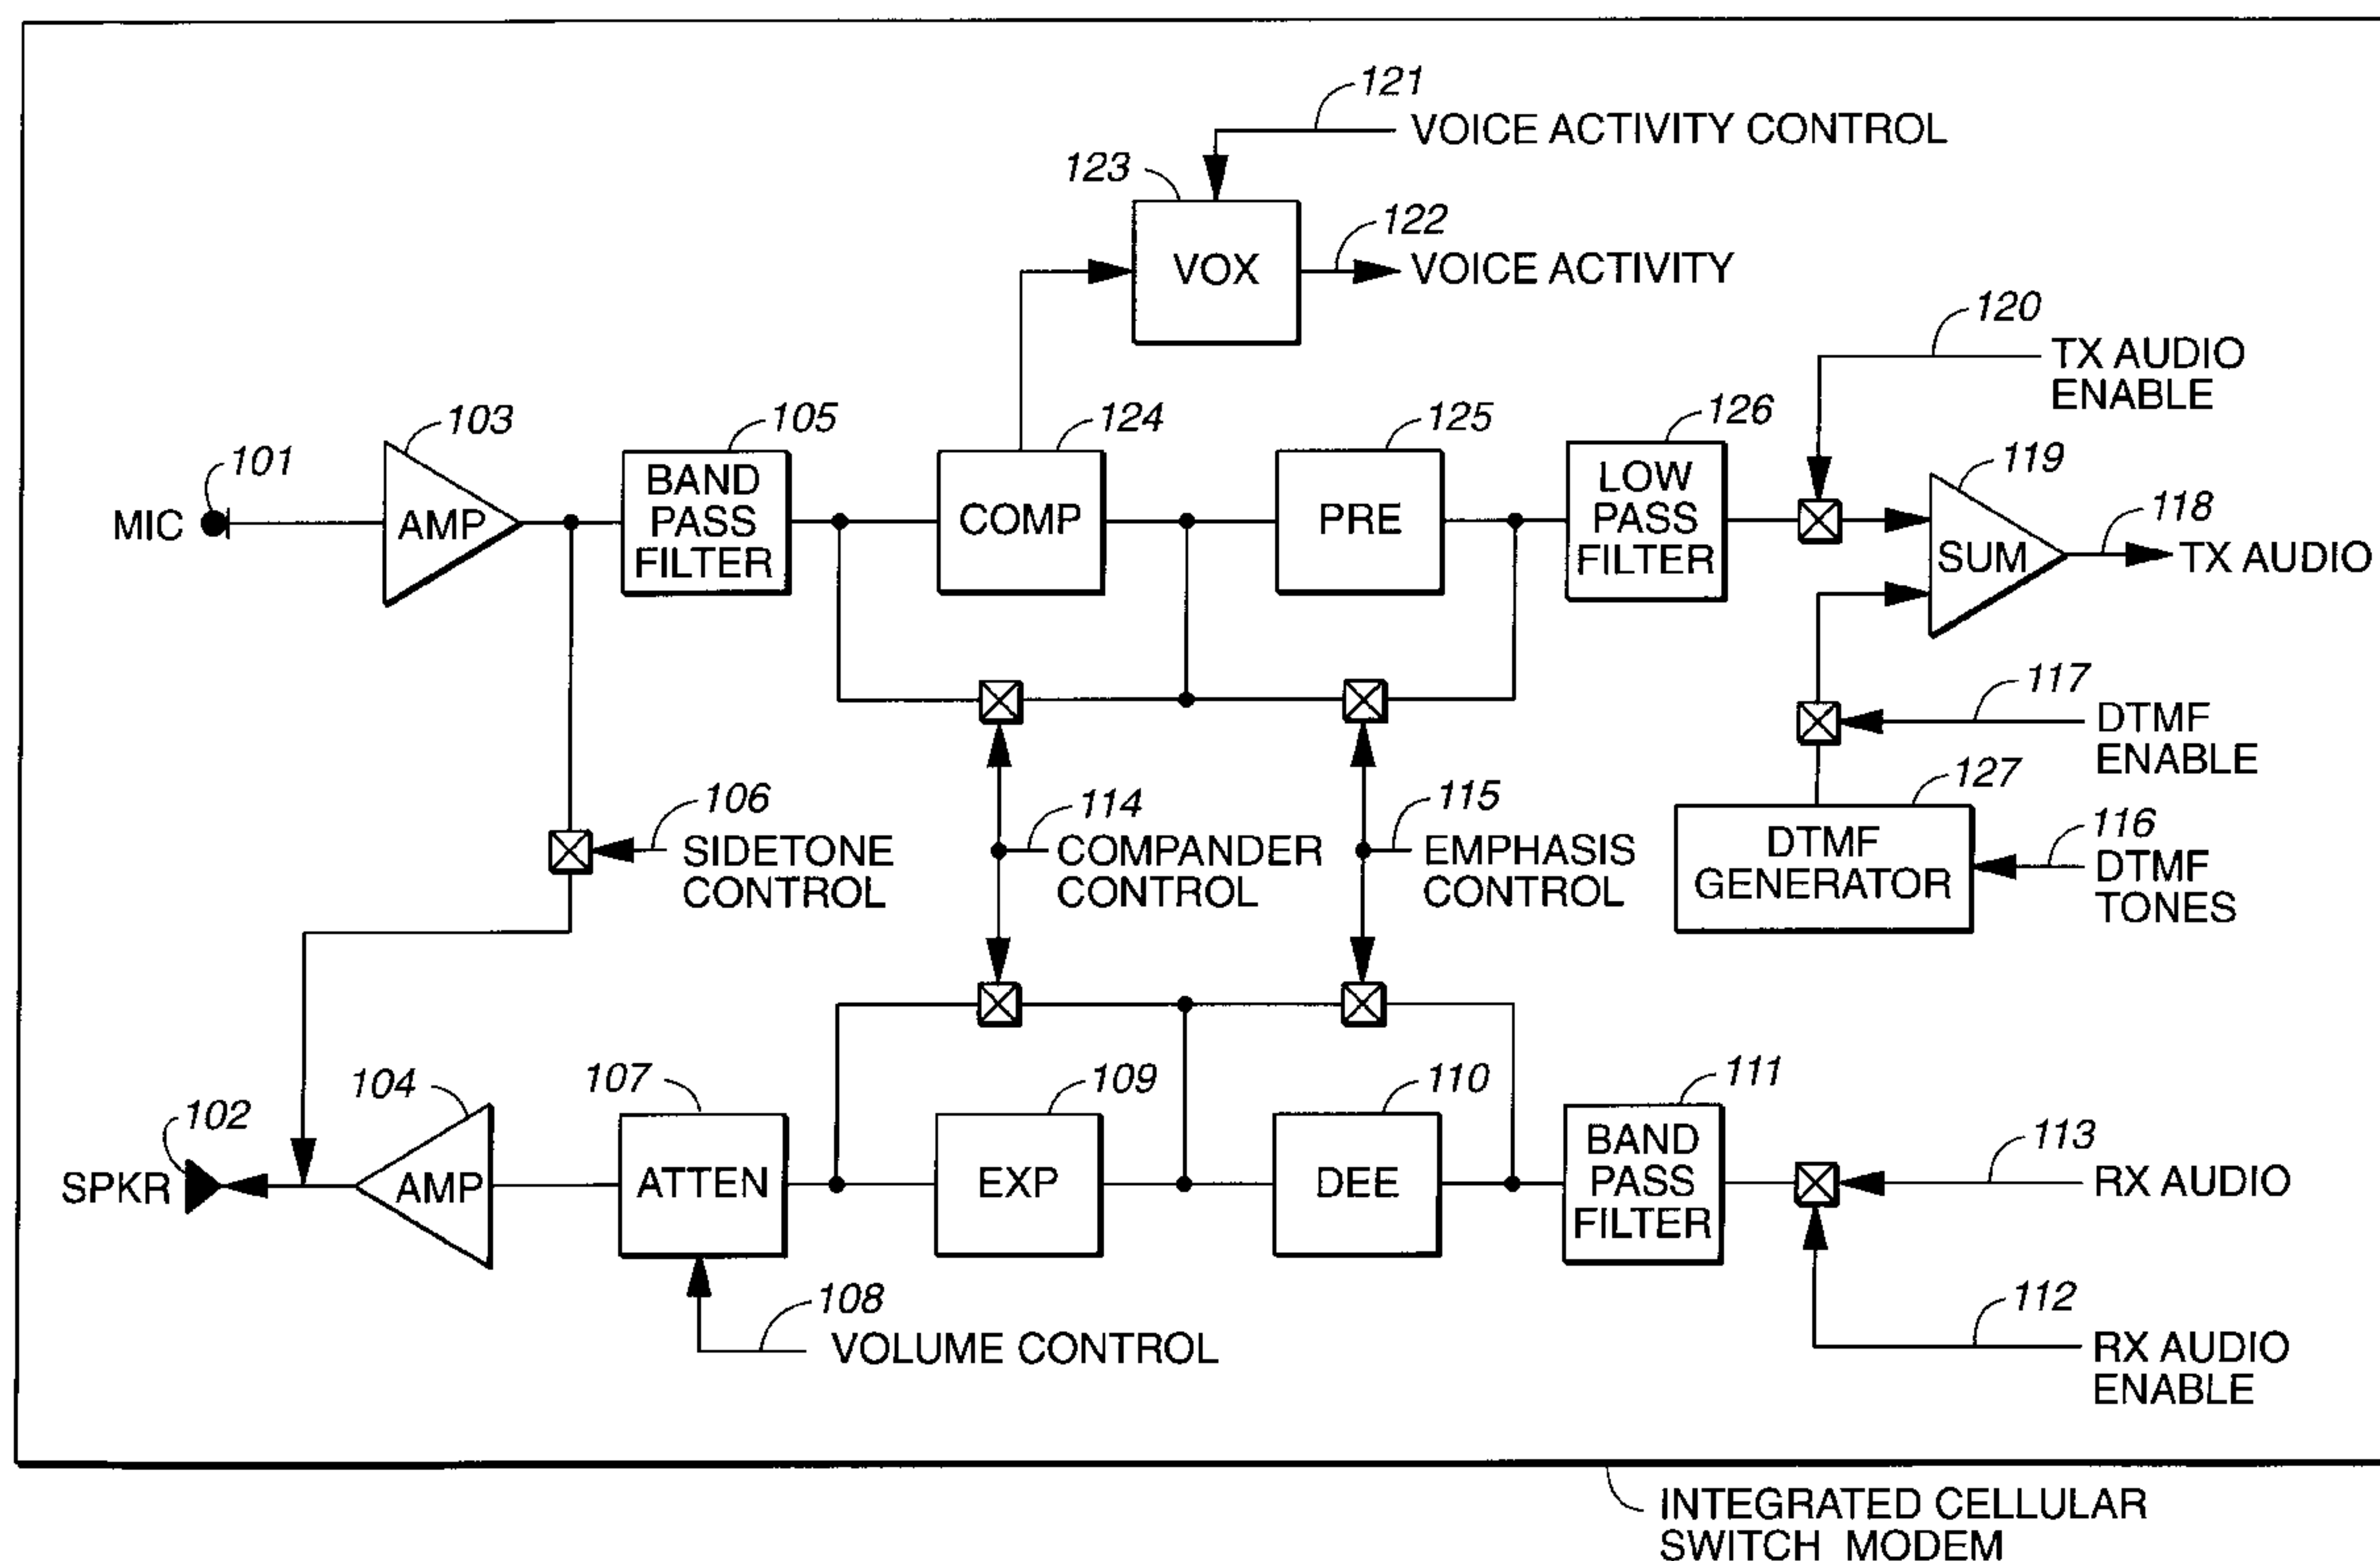 121
VOICE ACTIVITY CONTROL
123
122
VOX
VOICE ACTIVITY
120
TX AUDIO
ENABLE
103
105
124
125
126
101
119
118
MIC
AMP
BAND
PASS
FILTER
COMP
PRE
LOW
PASS
FILTER
SUM
TX AUDIO
117
DTMF
ENABLE
106
SIDETONE
CONTROL
114
COMPANDER
CONTROL
115
EMPHASIS
CONTROL
127
DTMF
GENERATOR
116
DTMF
TONES
102
104
107
109
110
111
113
SPKR
AMP
ATTEN
EXP
DEE
BAND
PASS
FILTER
RX AUDIO
108
VOLUME CONTROL
112
RX AUDIO
ENABLE
INTEGRATED CELLULAR
SWITCH MODEM